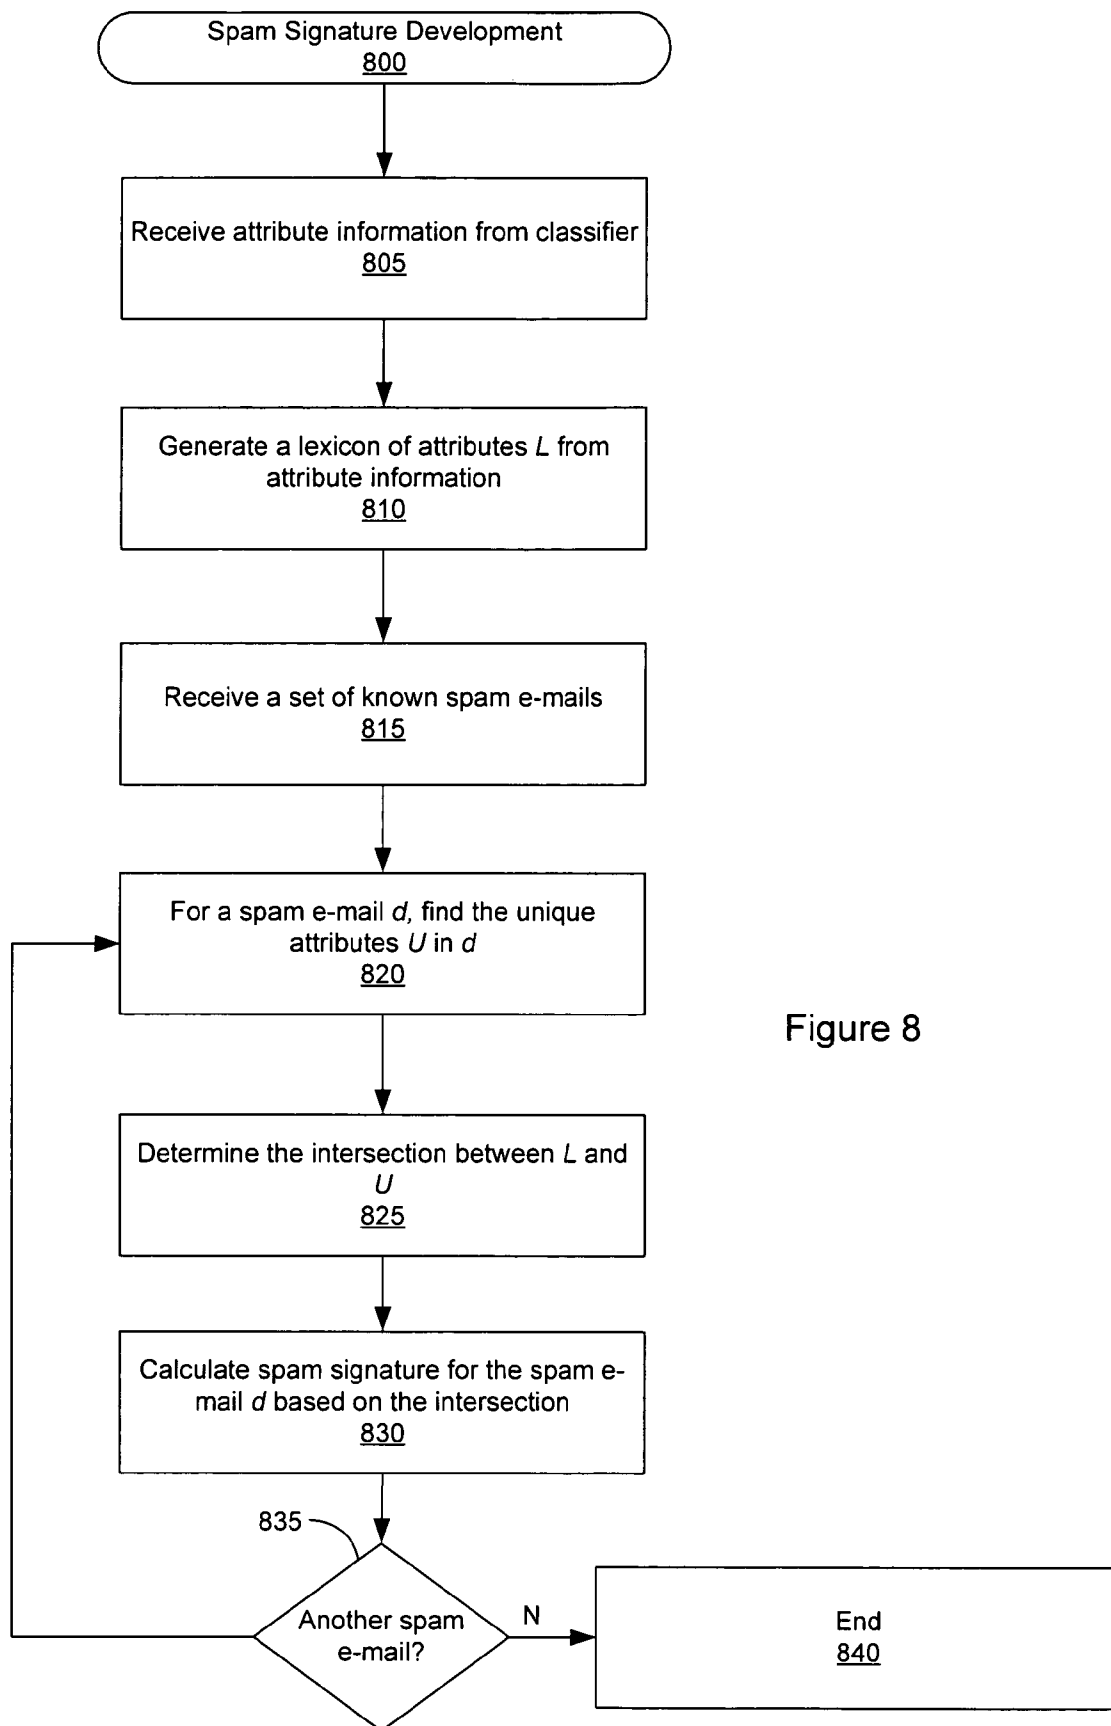 Spam Signature Development
800
Receive attribute information from classifier
805
Generate a lexicon of attributes L from
attribute information
810
Receive a set of known spam e-mails
815
For a spam e-mail d, find the unique
attributes U in d
820
Figure 8
Determine the intersection between L and
U
825
Calculate spam signature for the spam e-
mail d based on the intersection
830
835
Another spam
e-mail?
N
End
840